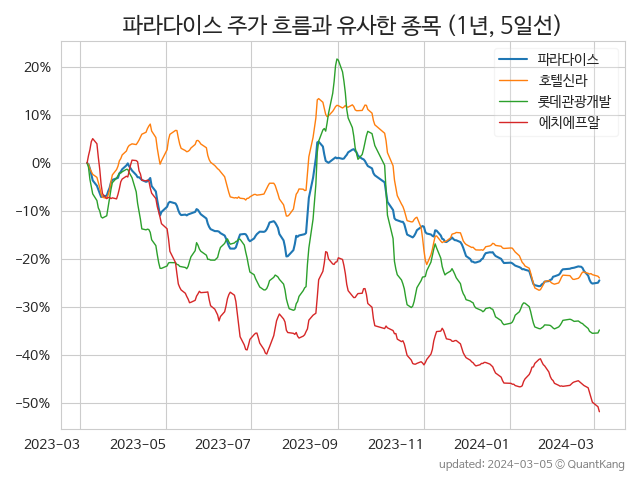 파라다이스 주가 흐름과 유사한 종목 (1년, 5일선)
파라다이스
호텔신라
롯데관광개발
에치에프알
20%
10%
0%
−10%
−20%
−30%
−40%
−50%
2023-03 2023-05 2023-07 2023-09 2023-11 2024-01 2024-03
updated: 2024-03-05 ⓒ QuantKang